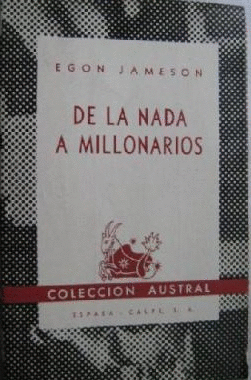 EGON JAMESON
DE LA NADA
A MILLONARIOS
COLECCION AUSTRAL
ESPASA - CALPE, S. A.